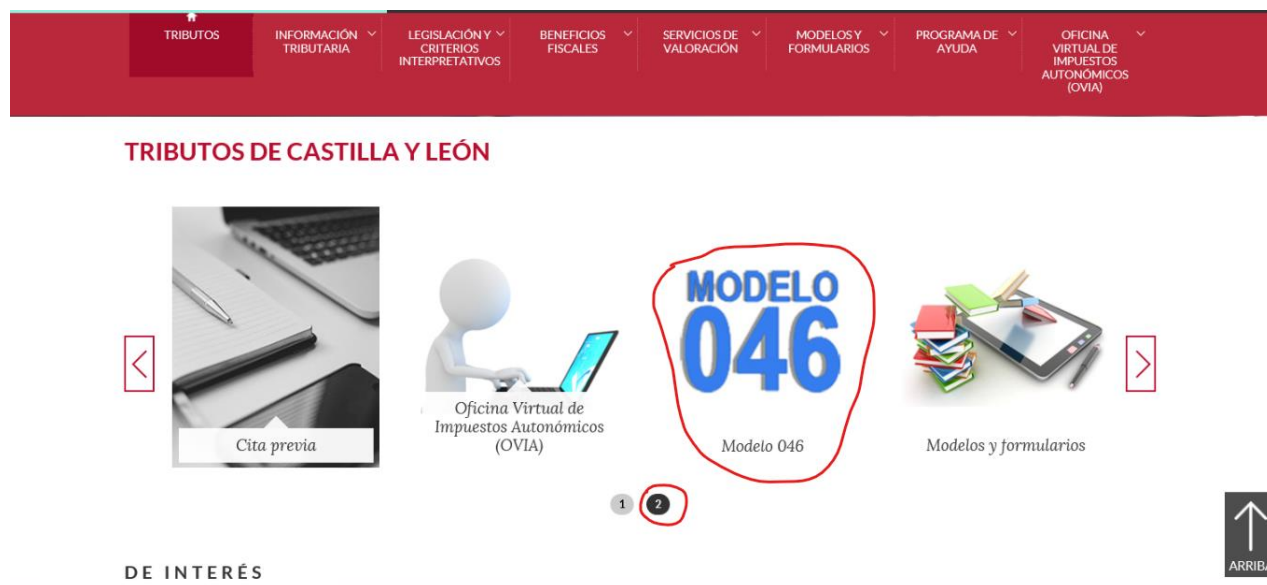 TRIBUTOS
INFORMACIÓN
TRIBUTARIA
LEGISLACIÓN Y
CRITERIOS
INTERPRETATIVOS
BENEFICIOS
FISCALES
SERVICIOS DE
VALORACIÓN
MODELOS Y
FORMULARIOS
PROGRAMA DE
AYUDA
OFICINA
VIRTUAL DE
IMPUESTOS
AUTONÓMICOS
(OVIA)
TRIBUTOS DE CASTILLA Y LEÓN
Cita previa
Oficina Virtual de
Impuestos Autonómicos
(OVIA)
MODELO
046
Modelo 046
Modelos y formularios
1
2
ARRIBA
DE INTERÉS